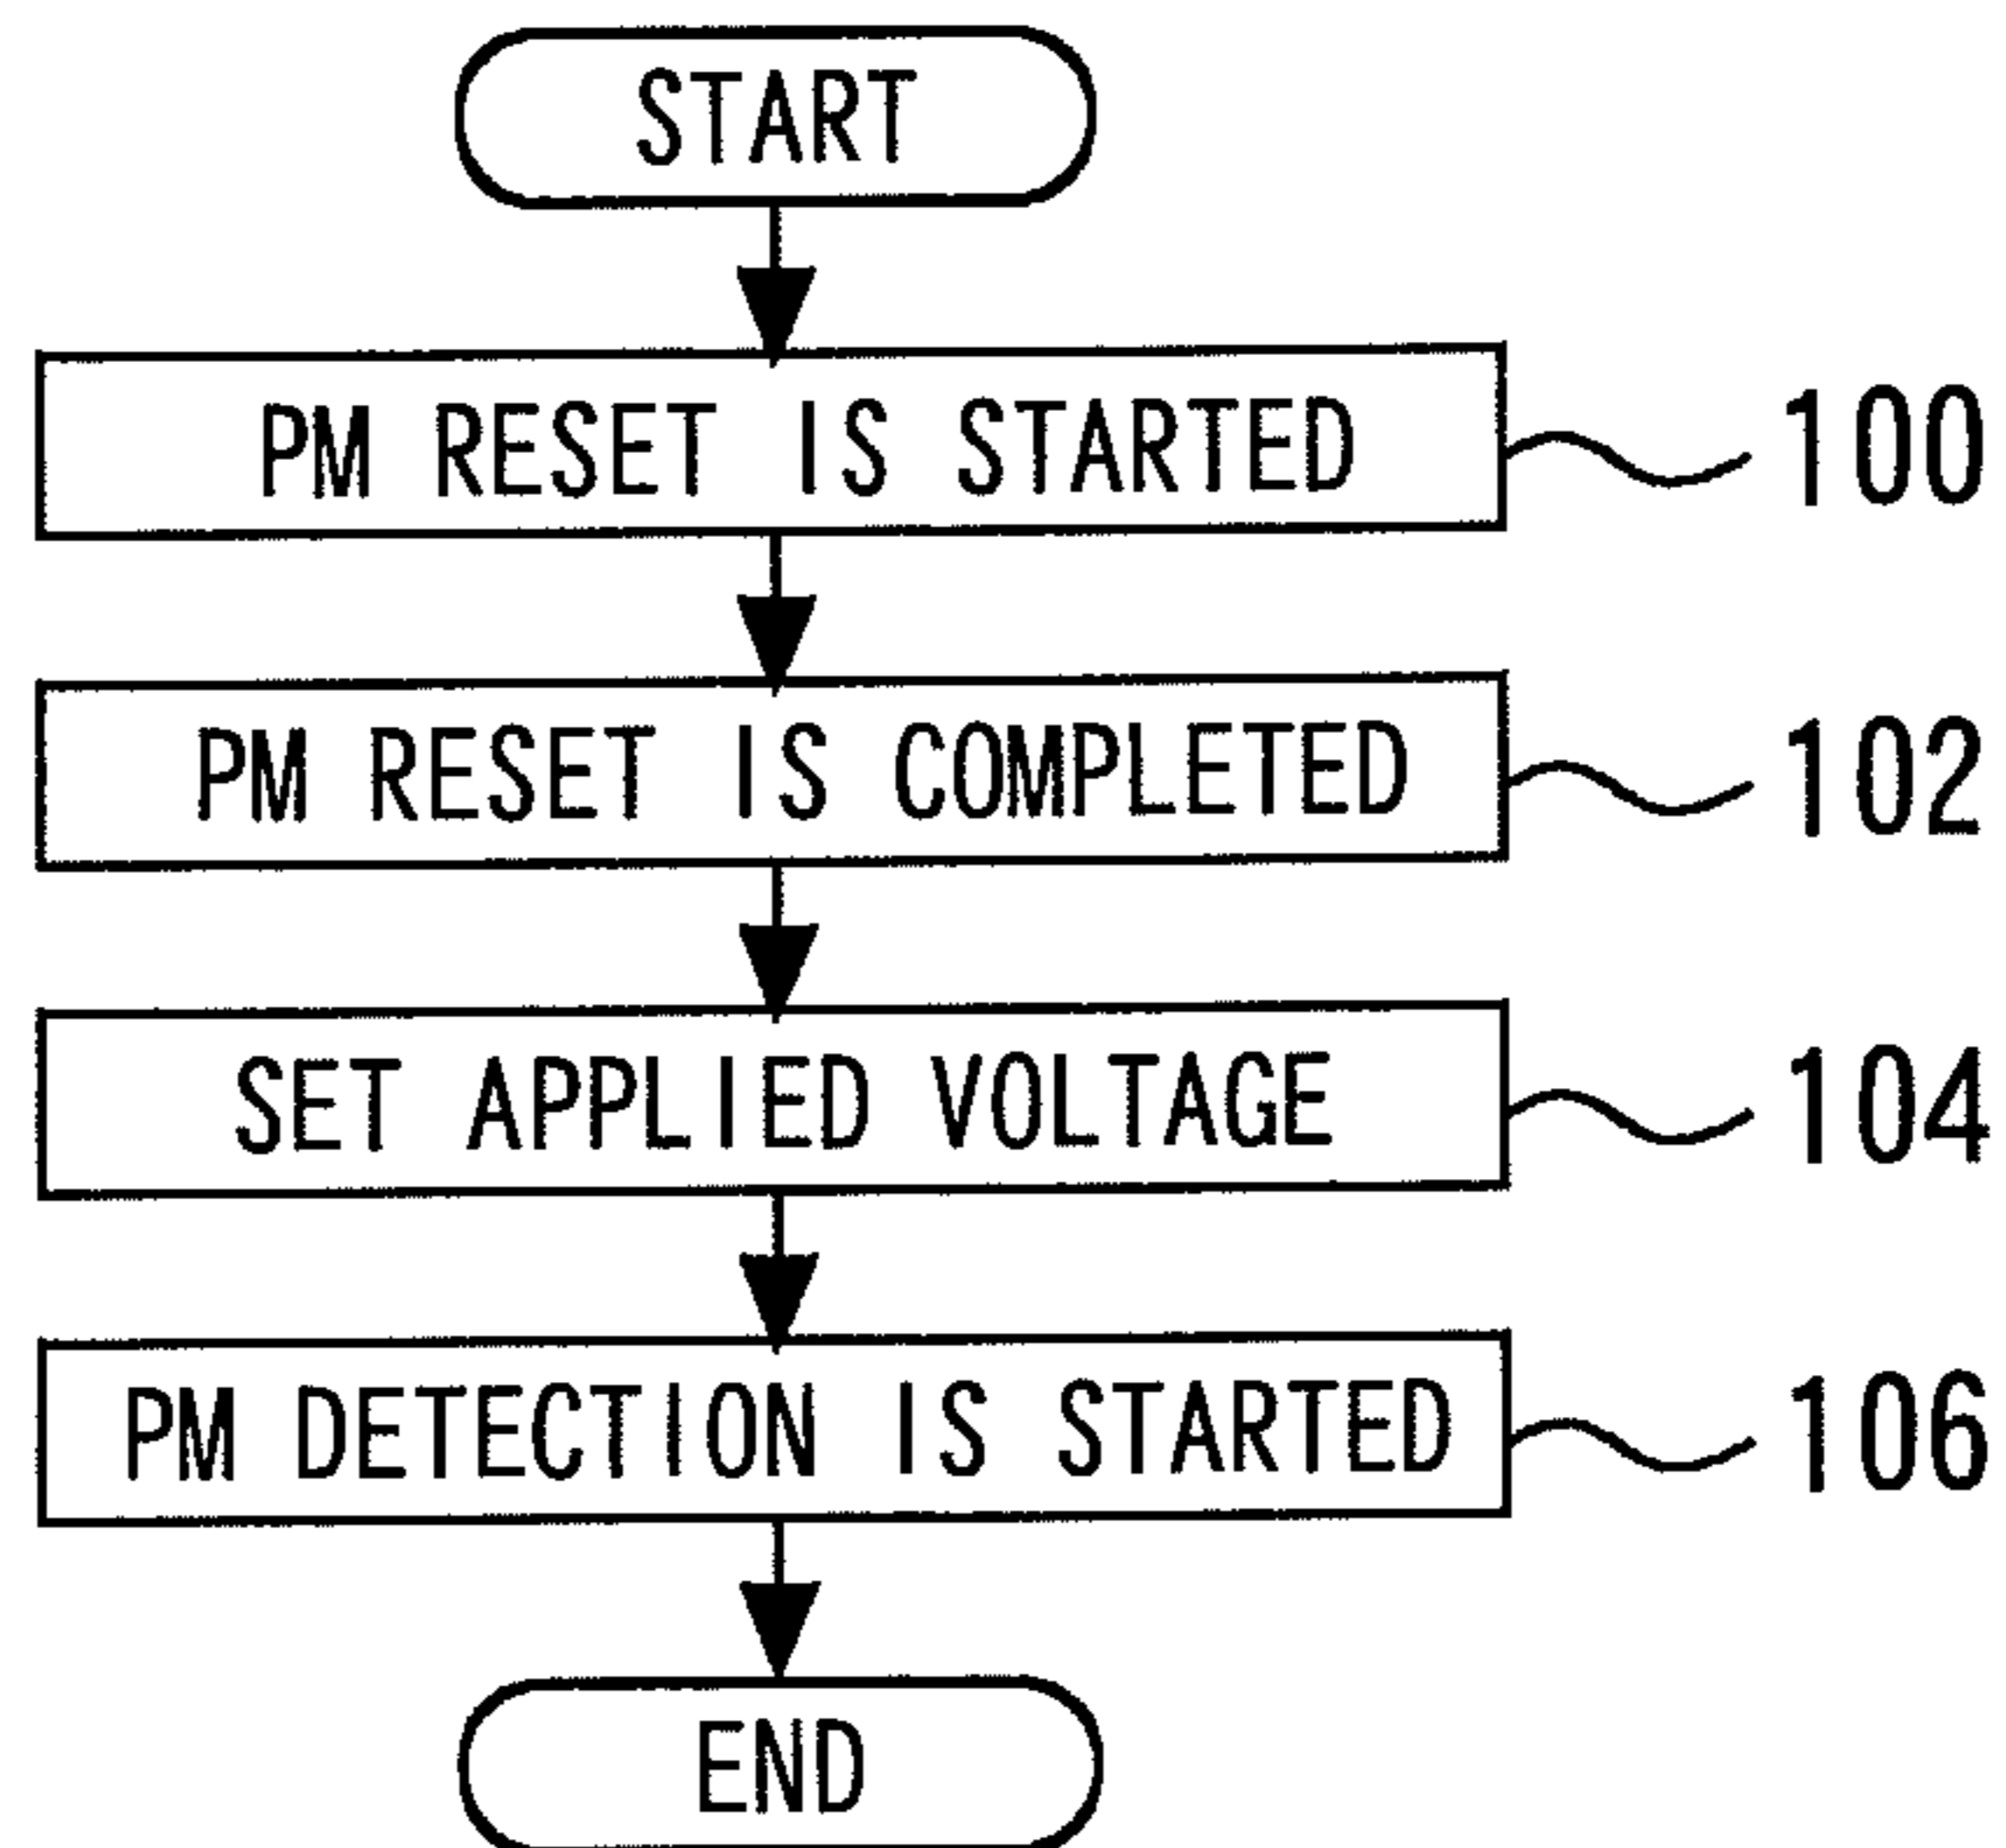 START
PM RESET IS STARTED 100
PM RESET IS COMPLETED 102
SET APPLIED VOLTAGE 104
PM DETECTION IS STARTED 106
END